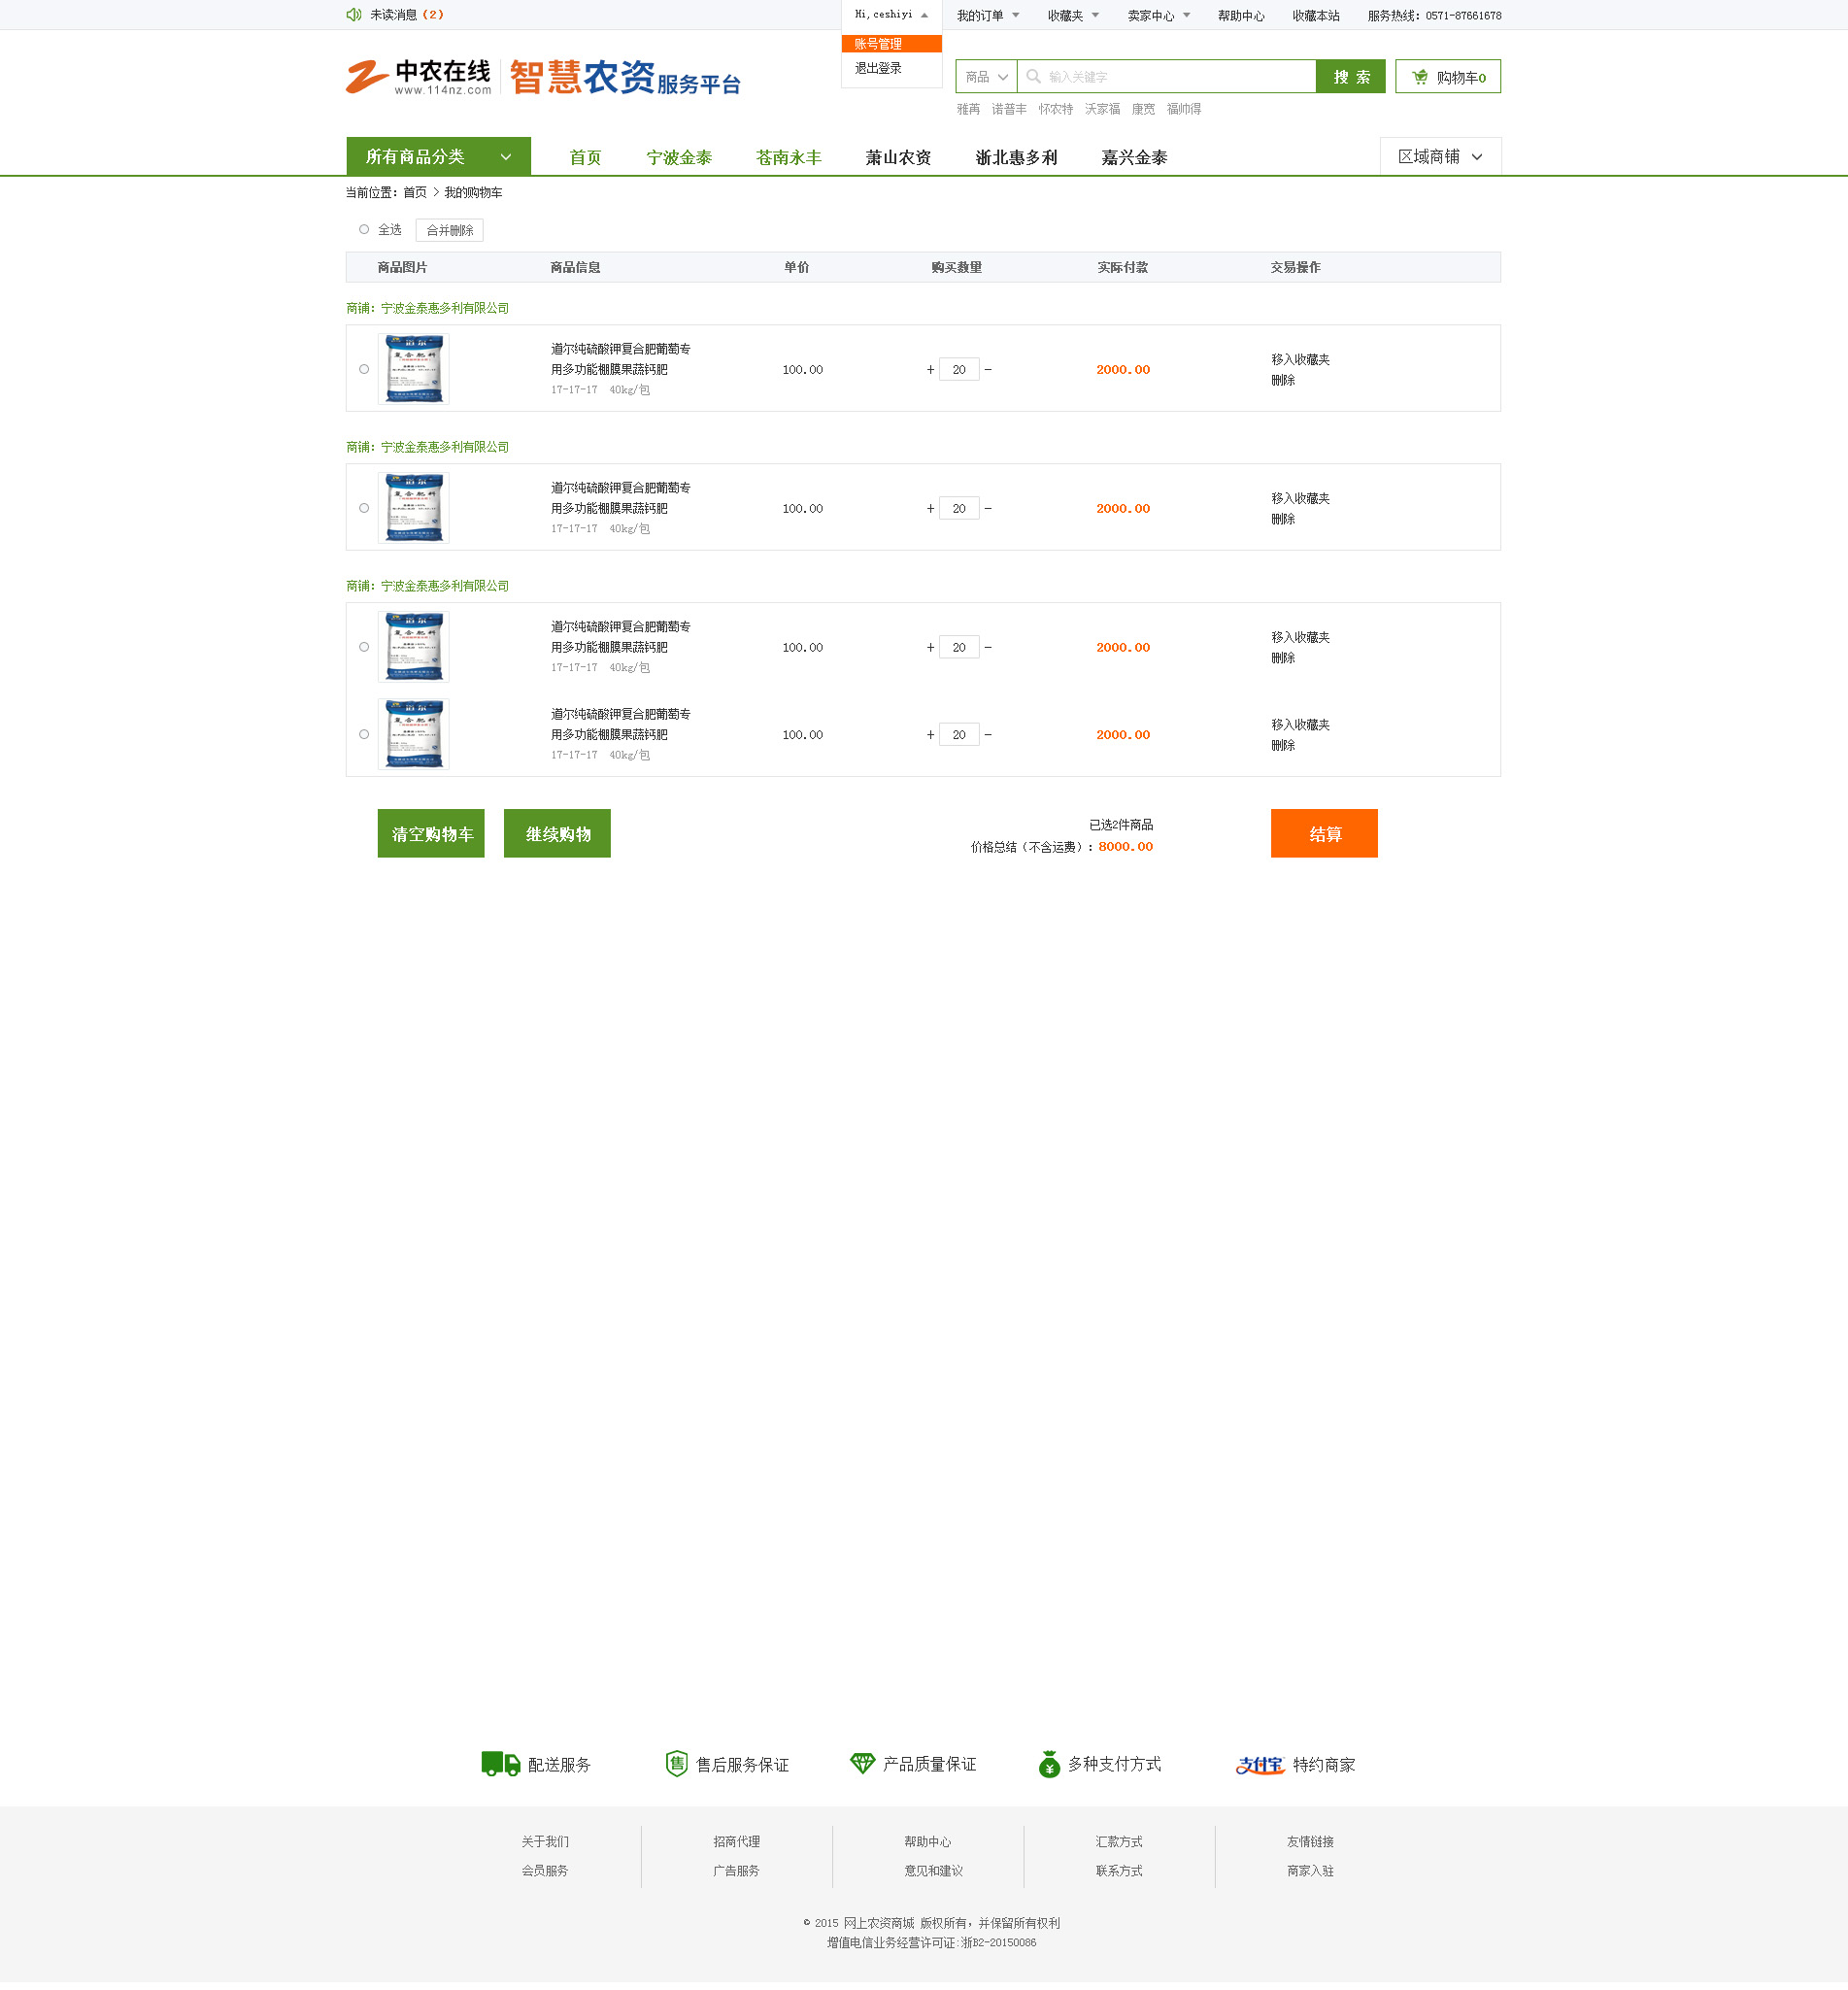 未读消息（2）
Hi,ceshiyi
我的订单
收藏夹
卖家中心
帮助中心
收藏本站
服务热线：0571-87661678
账号管理
退出登录
中农在线
www.114nz.com
智慧农资服务平台
商品
输入关键字
搜 索
购物车0
雅苒 诺普丰 怀农特 沃家福 康宽 福帅得
所有商品分类
首页
宁波金泰
苍南永丰
萧山农资
浙北惠多利
嘉兴金泰
区域商铺
当前位置：首页 > 我的购物车
全选
合并删除
商品图片 商品信息 单价 购买数量 实际付款 交易操作
商铺：宁波金泰惠多利有限公司
复合肥料
道尔纯硫酸钾复合肥葡萄专
用多功能棚膜果蔬钙肥
17-17-17 40kg/包
100.00
+ 20 -
2000.00
移入收藏夹
删除
商铺：宁波金泰惠多利有限公司
复合肥料
道尔纯硫酸钾复合肥葡萄专
用多功能棚膜果蔬钙肥
17-17-17 40kg/包
100.00
+ 20 -
2000.00
移入收藏夹
删除
商铺：宁波金泰惠多利有限公司
复合肥料
道尔纯硫酸钾复合肥葡萄专
用多功能棚膜果蔬钙肥
17-17-17 40kg/包
100.00
+ 20 -
2000.00
移入收藏夹
删除
复合肥料
道尔纯硫酸钾复合肥葡萄专
用多功能棚膜果蔬钙肥
17-17-17 40kg/包
100.00
+ 20 -
2000.00
移入收藏夹
删除
清空购物车
继续购物
已选2件商品
价格总结（不含运费）：8000.00
结算
配送服务
售 售后服务保证
产品质量保证
¥ 多种支付方式
支付宝 特约商家
关于我们 招商代理 帮助中心 汇款方式 友情链接
会员服务 广告服务 意见和建议 联系方式 商家入驻
© 2015 网上农资商城 版权所有，并保留所有权利
增值电信业务经营许可证:浙B2-20150086